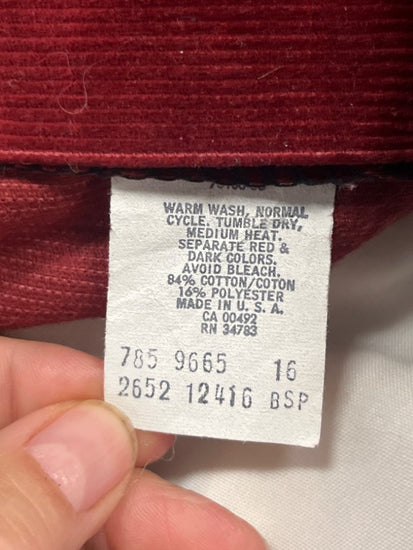 WARM WASH, NORMAL
CYCLE. TUMBLE DRY,
MEDIUM HEAT.
SEPARATE RED &
DARK COLORS.
AVOID BLEACH.
84% COTTON/COTON
16% POLYESTER
MADE IN U. S. A.
CA 00492
RN 34783
785 9665 16
2652 12416 BSP